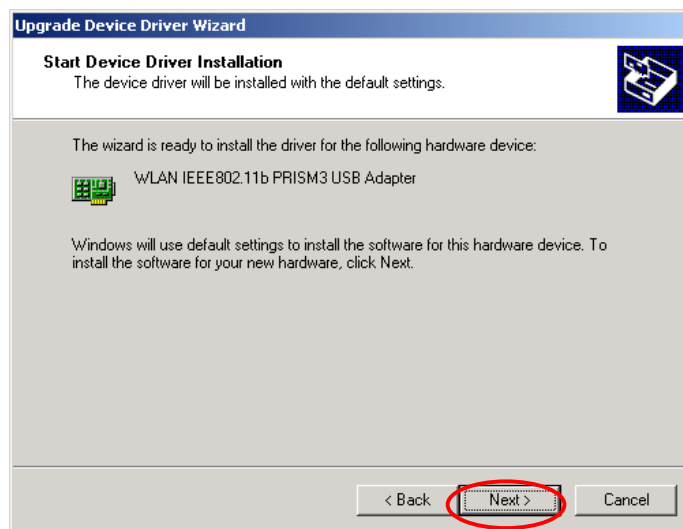 Upgrade Device Driver Wizard
Start Device Driver Installation
The device driver will be installed with the default settings.
The wizard is ready to install the driver for the following hardware device:
WLAN IEEE802.11b PRISM3 USB Adapter
Windows will use default settings to install the software for this hardware device. To
install the software for your new hardware, click Next.
< Back Next > Cancel